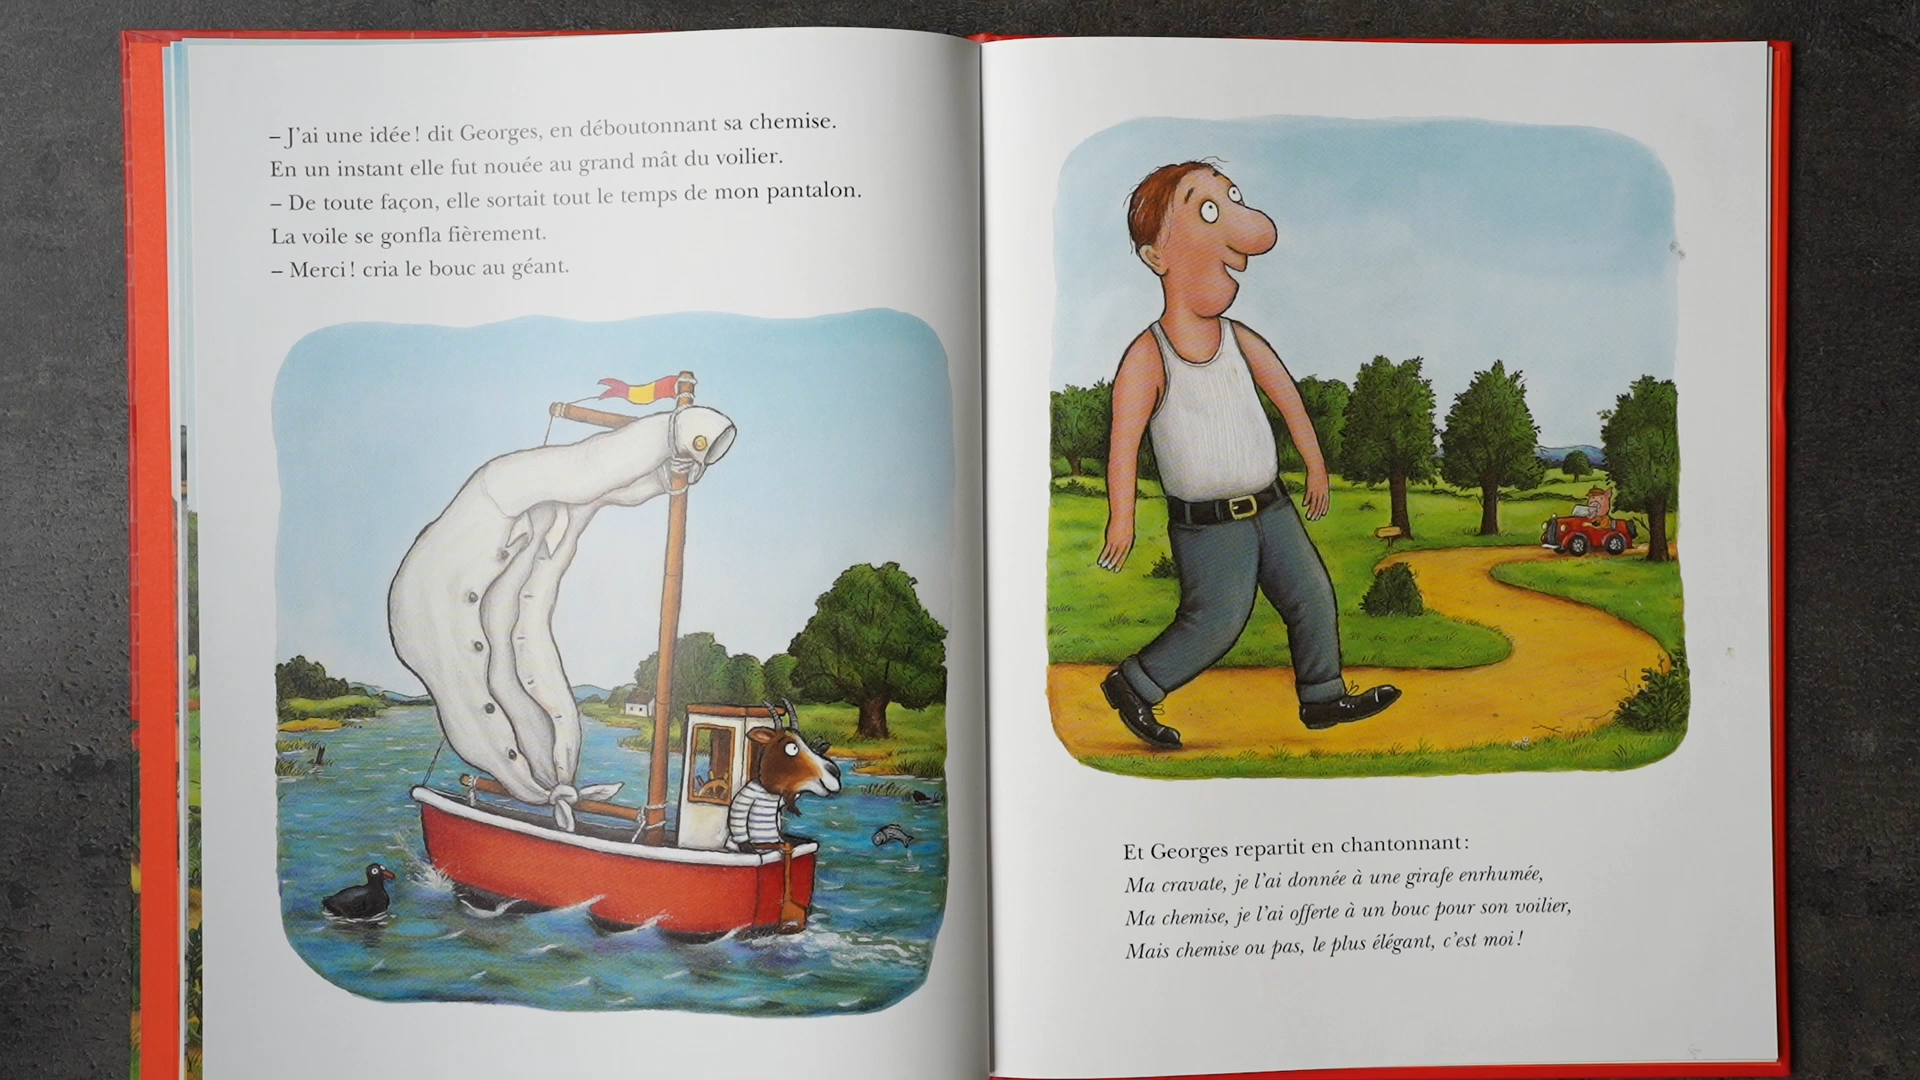 – J’ai une idée ! dit Georges, en déboutonnant sa chemise.
En un instant elle fut nouée au grand mât du voilier.
– De toute façon, elle sortait tout le temps de mon pantalon.
La voile se gonfla fièrement.
– Merci ! cria le bouc au géant.
Et Georges repartit en chantonnant :
Ma cravate, je l’ai donnée à une girafe enrhumée,
Ma chemise, je l’ai offerte à un bouc pour son voilier,
Mais chemise ou pas, le plus élégant, c’est moi !